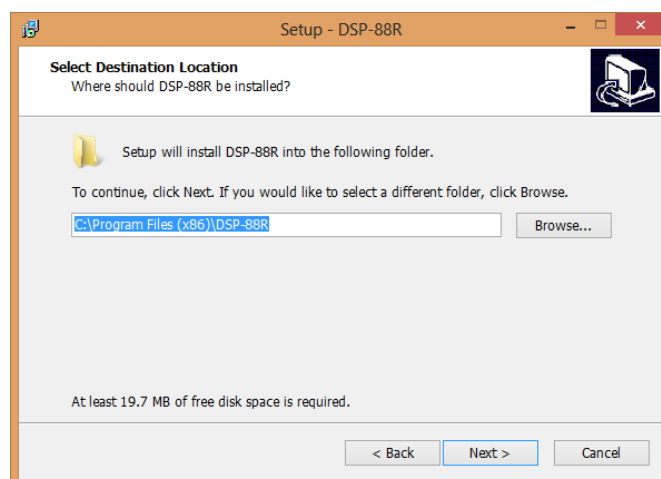 Setup - DSP-88R
Select Destination Location
Where should DSP-88R be installed?
Setup will install DSP-88R into the following folder.
To continue, click Next. If you would like to select a different folder, click Browse.
C:\Program Files (x86)\DSP-88R
Browse...
At least 19.7 MB of free disk space is required.
< Back
Next >
Cancel